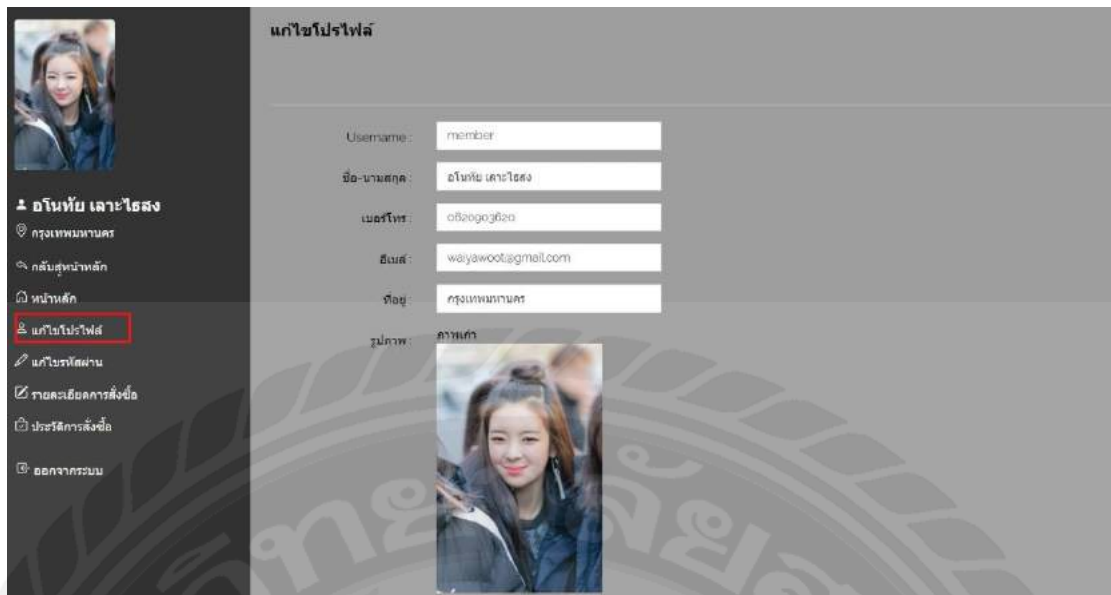 แก้ไขโปรไฟล์
อโนทัย เลาะไธสง
กรุงเทพมหานคร
กลับสู่หน้าหลัก
หน้าหลัก
แก้ไขโปรไฟล์
แก้ไขรหัสผ่าน
รายละเอียดการสั่งซื้อ
ประวัติการสั่งซื้อ
ออกจากระบบ
Username : member
ชื่อ-นามสกุล : อโนทัย เลาะไธสง
เบอร์โทร : 0820903620
อีเมล์ : waiyawoot@gmail.com
ที่อยู่ : กรุงเทพมหานคร
รูปภาพ : ภาพเก่า